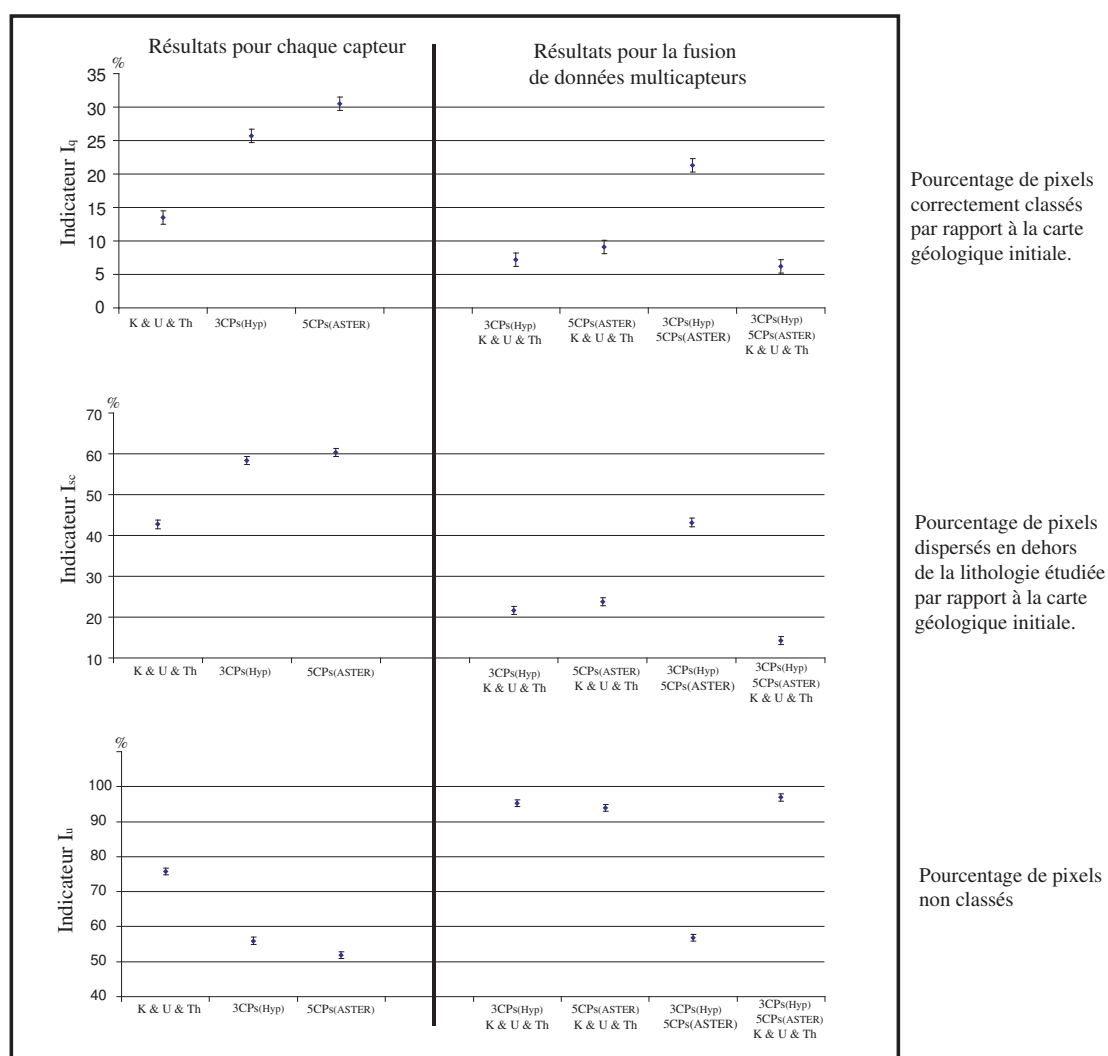 Résultats pour chaque capteur
Résultats pour la fusion
de données multicapteurs
%
35
30
25
20
15
10
5
0
Indicateur Iq
K & U & Th
3CPs(Hyp)
5CPs(ASTER)
3CPs(Hyp)
K & U & Th
5CPs(ASTER)
K & U & Th
3CPs(Hyp)
5CPs(ASTER)
3CPs(Hyp)
5CPs(ASTER)
K & U & Th
Pourcentage de pixels
correctement classés
par rapport à la carte
géologique initiale.
%
70
60
50
40
30
20
10
Indicateur Isc
K & U & Th
3CPs(Hyp)
5CPs(ASTER)
3CPs(Hyp)
K & U & Th
5CPs(ASTER)
K & U & Th
3CPs(Hyp)
5CPs(ASTER)
3CPs(Hyp)
5CPs(ASTER)
K & U & Th
Pourcentage de pixels
dispersés en dehors
de la lithologie étudiée
par rapport à la carte
géologique initiale.
%
100
90
80
70
60
50
40
Indicateur Iu
K & U & Th
3CPs(Hyp)
5CPs(ASTER)
3CPs(Hyp)
K & U & Th
5CPs(ASTER)
K & U & Th
3CPs(Hyp)
5CPs(ASTER)
3CPs(Hyp)
5CPs(ASTER)
K & U & Th
Pourcentage de pixels
non classés